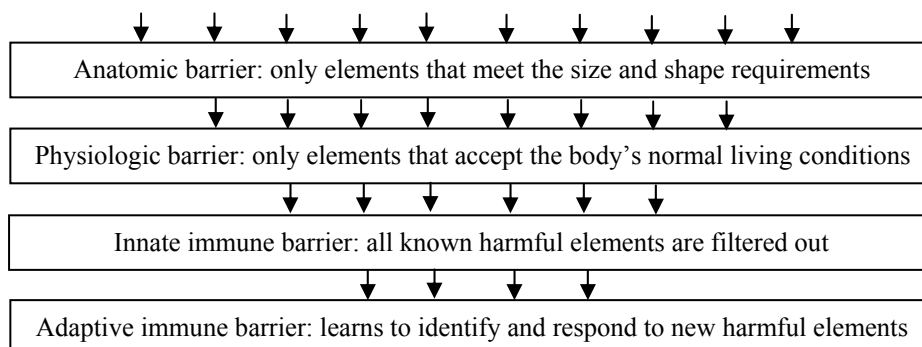 Anatomic barrier: only elements that meet the size and shape requirements
Physiologic barrier: only elements that accept the body’s normal living conditions
Innate immune barrier: all known harmful elements are filtered out
Adaptive immune barrier: learns to identify and respond to new harmful elements